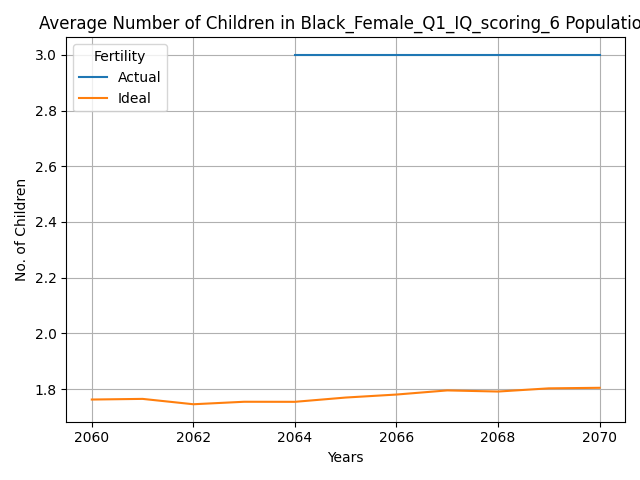 Average Number of Children in Black_Female_Q1_IQ_scoring_6 Populatio
Fertility
Actual
Ideal
3.0
2.8
2.6
2.4
2.2
2.0
1.8
No. of Children
2060 2062 2064 2066 2068 2070
Years